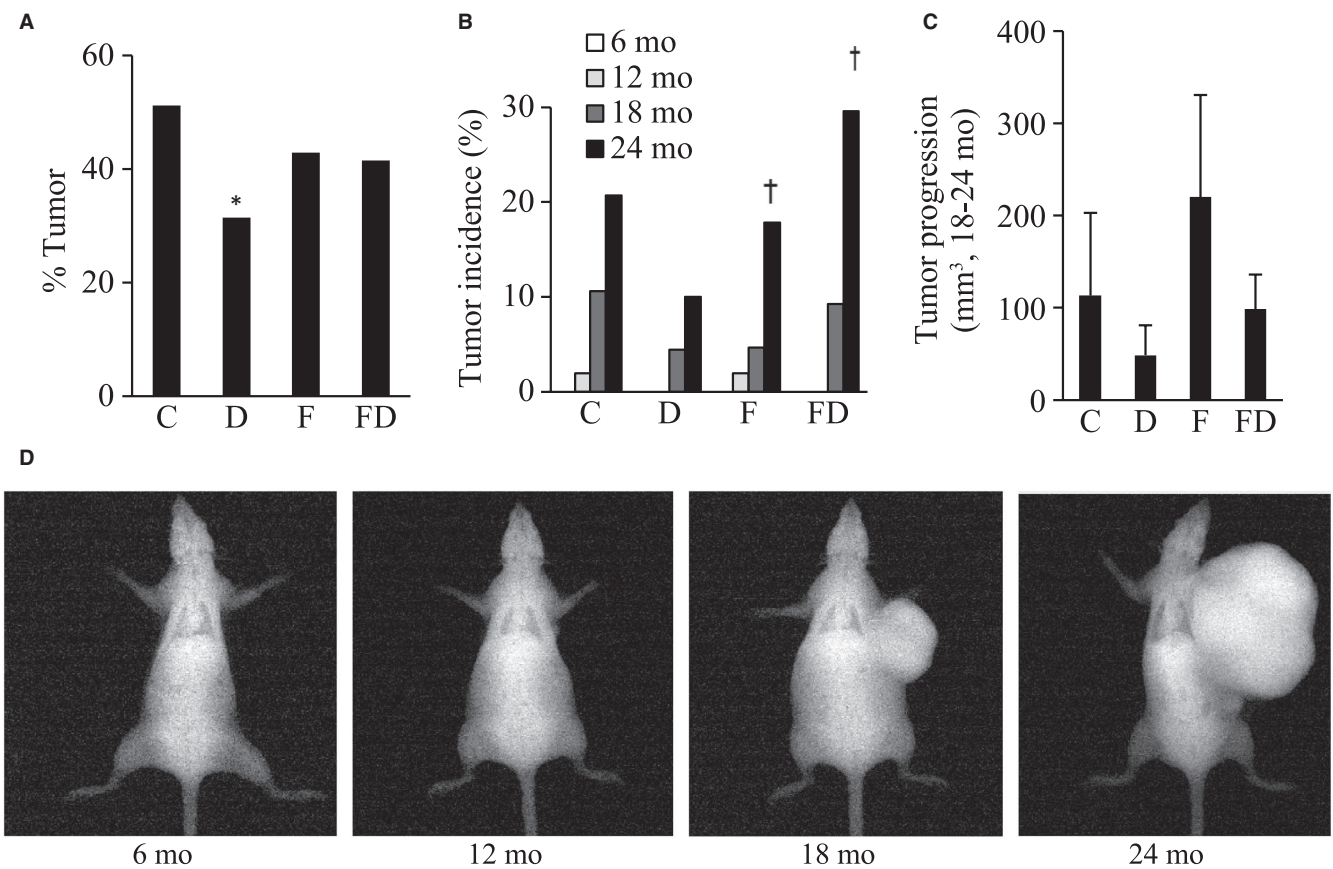 A
% Tumor
60
40
20
0
*
C D F FD
B
Tumor incidence (%)
30
20
10
0
6 mo
12 mo
18 mo
24 mo
†
†
C D F FD
C
Tumor progression
(mm³, 18-24 mo)
400
300
200
100
0
C D F FD
D
6 mo 12 mo 18 mo 24 mo